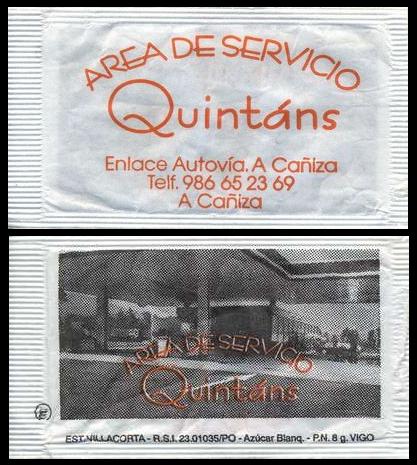 AREA DE SERVICIO
Quintáns
Enlace Autovía. A Cañiza
Telf. 986 65 23 69
A Cañiza
AREA DE SERVICIO
Quintáns
EST. VILLACORTA - R.S.I. 23.01035/PO - Azúcar Blanq. - P.N. 8 g. VIGO